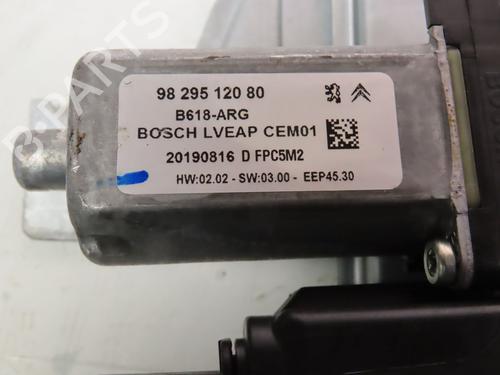 98 295 120 80
B618-ARG
BOSCH LVEAP CEM01
20190816 D FPC5M2
HW:02.02 - SW:03.00 - EEP45.30
B-PARTS